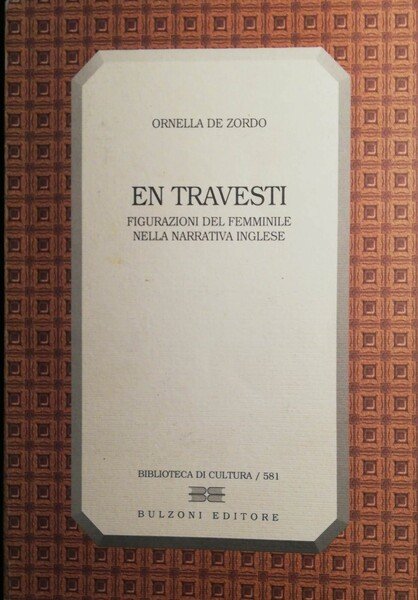 ORNELLA DE ZORDO
EN TRAVESTI
FIGURAZIONI DEL FEMMINILE
NELLA NARRATIVA INGLESE
BIBLIOTECA DI CULTURA / 581
BULZONI EDITORE